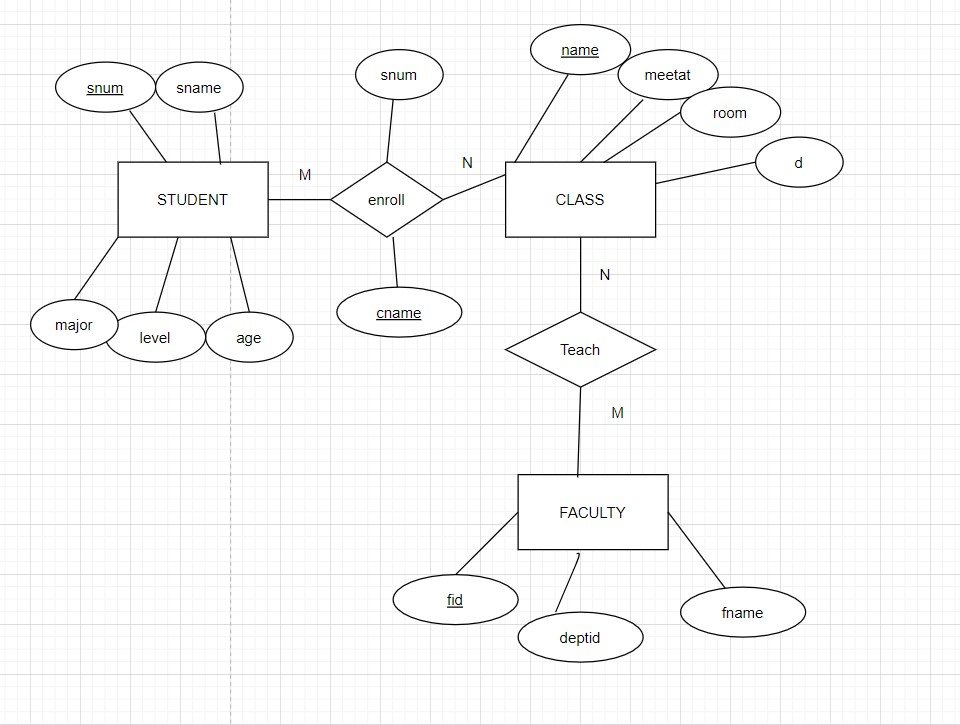 name
snum
meetat
snum
sname
room
d
M
N
STUDENT
enroll
CLASS
N
cname
major
level
age
Teach
M
FACULTY
fid
fname
deptid